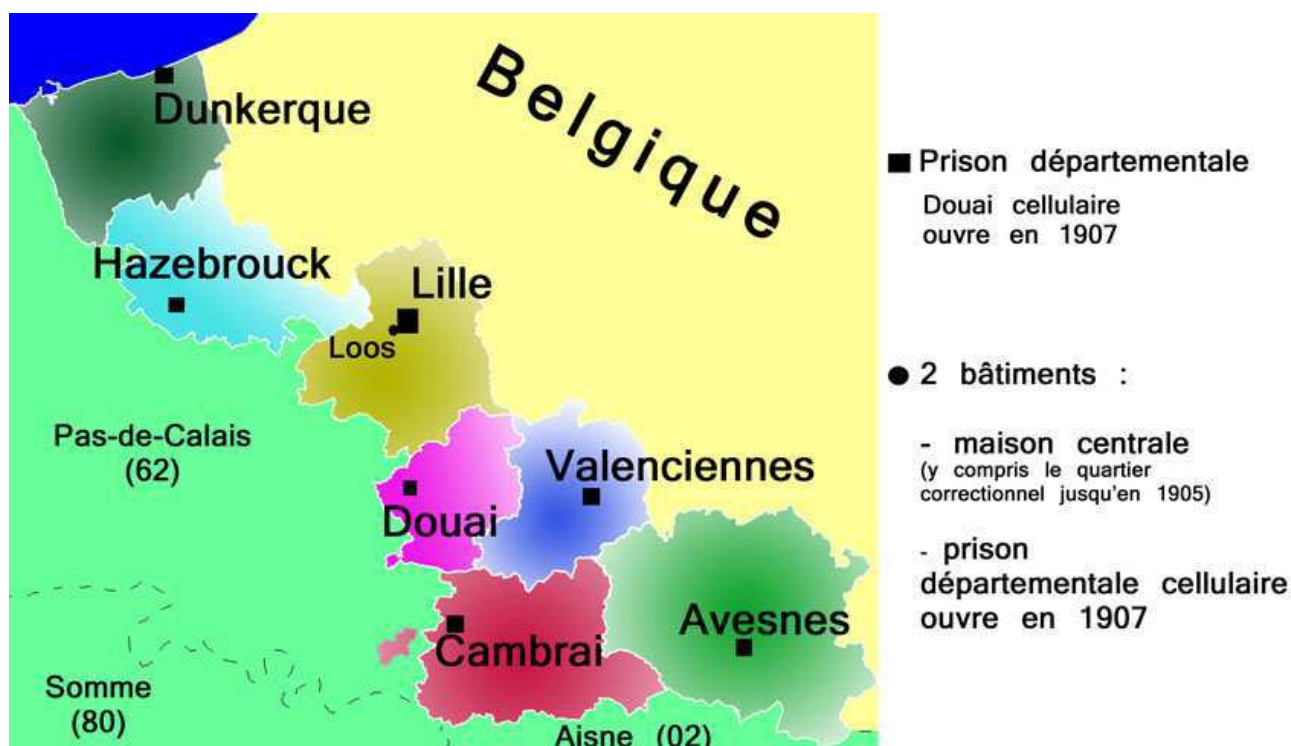 Belgique
Dunkerque
Hazebrouck
Lille
Loos
Pas-de-Calais
(62)
Valenciennes
Douai
Avesnes
Cambrai
Somme
(80)
Aisne (02)
Prison départementale
Douai cellulaire
ouvre en 1907
2 bâtiments :
- maison centrale
(y compris le quartier
correctionnel jusqu'en 1905)
- prison
départementale cellulaire
ouvre en 1907